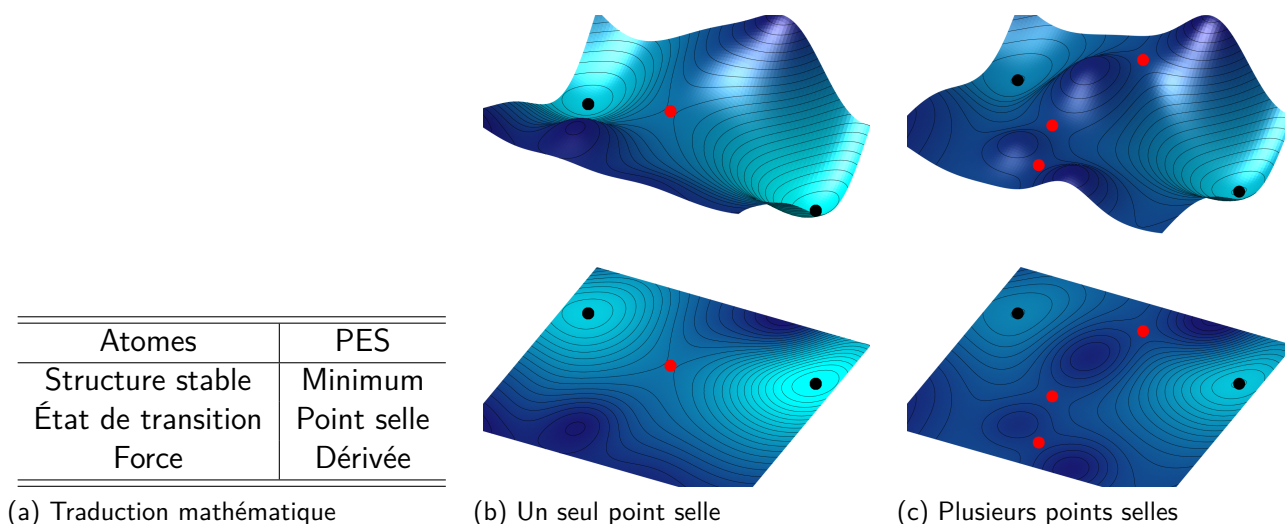 Atomes PES
Structure stable Minimum
État de transition Point selle
Force Dérivée
(a) Traduction mathématique
(b) Un seul point selle
(c) Plusieurs points selles